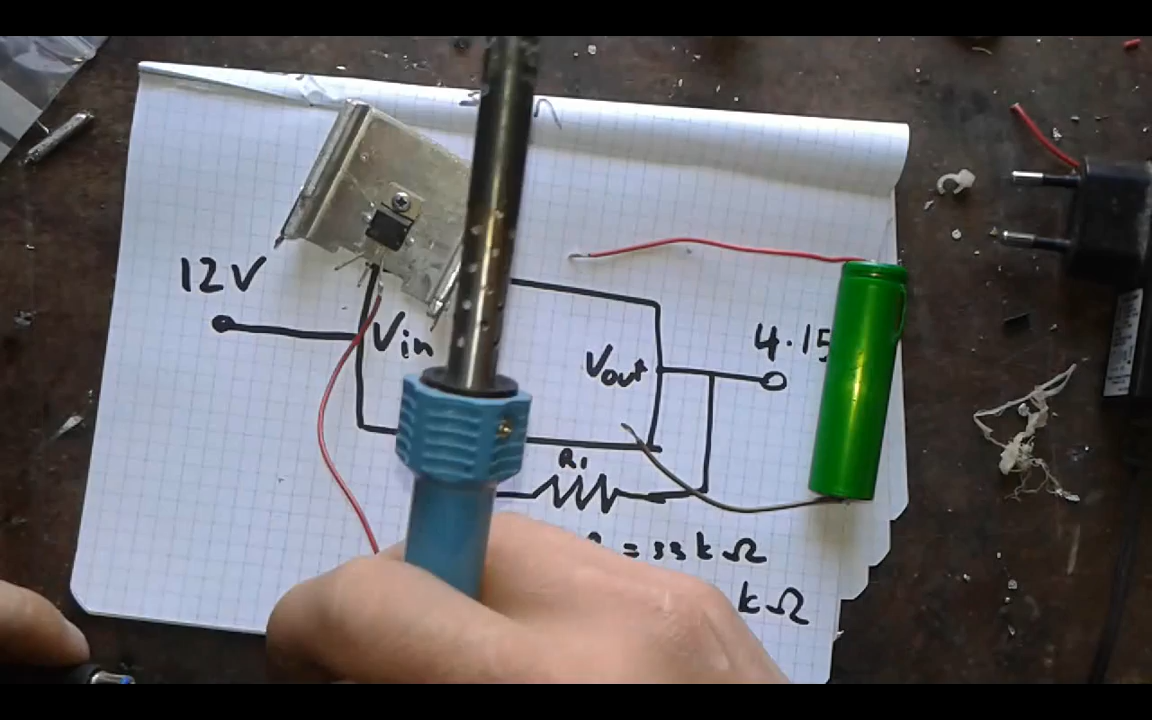 12V
Vin
Vout
4.15
R1
= 33kΩ
kΩ